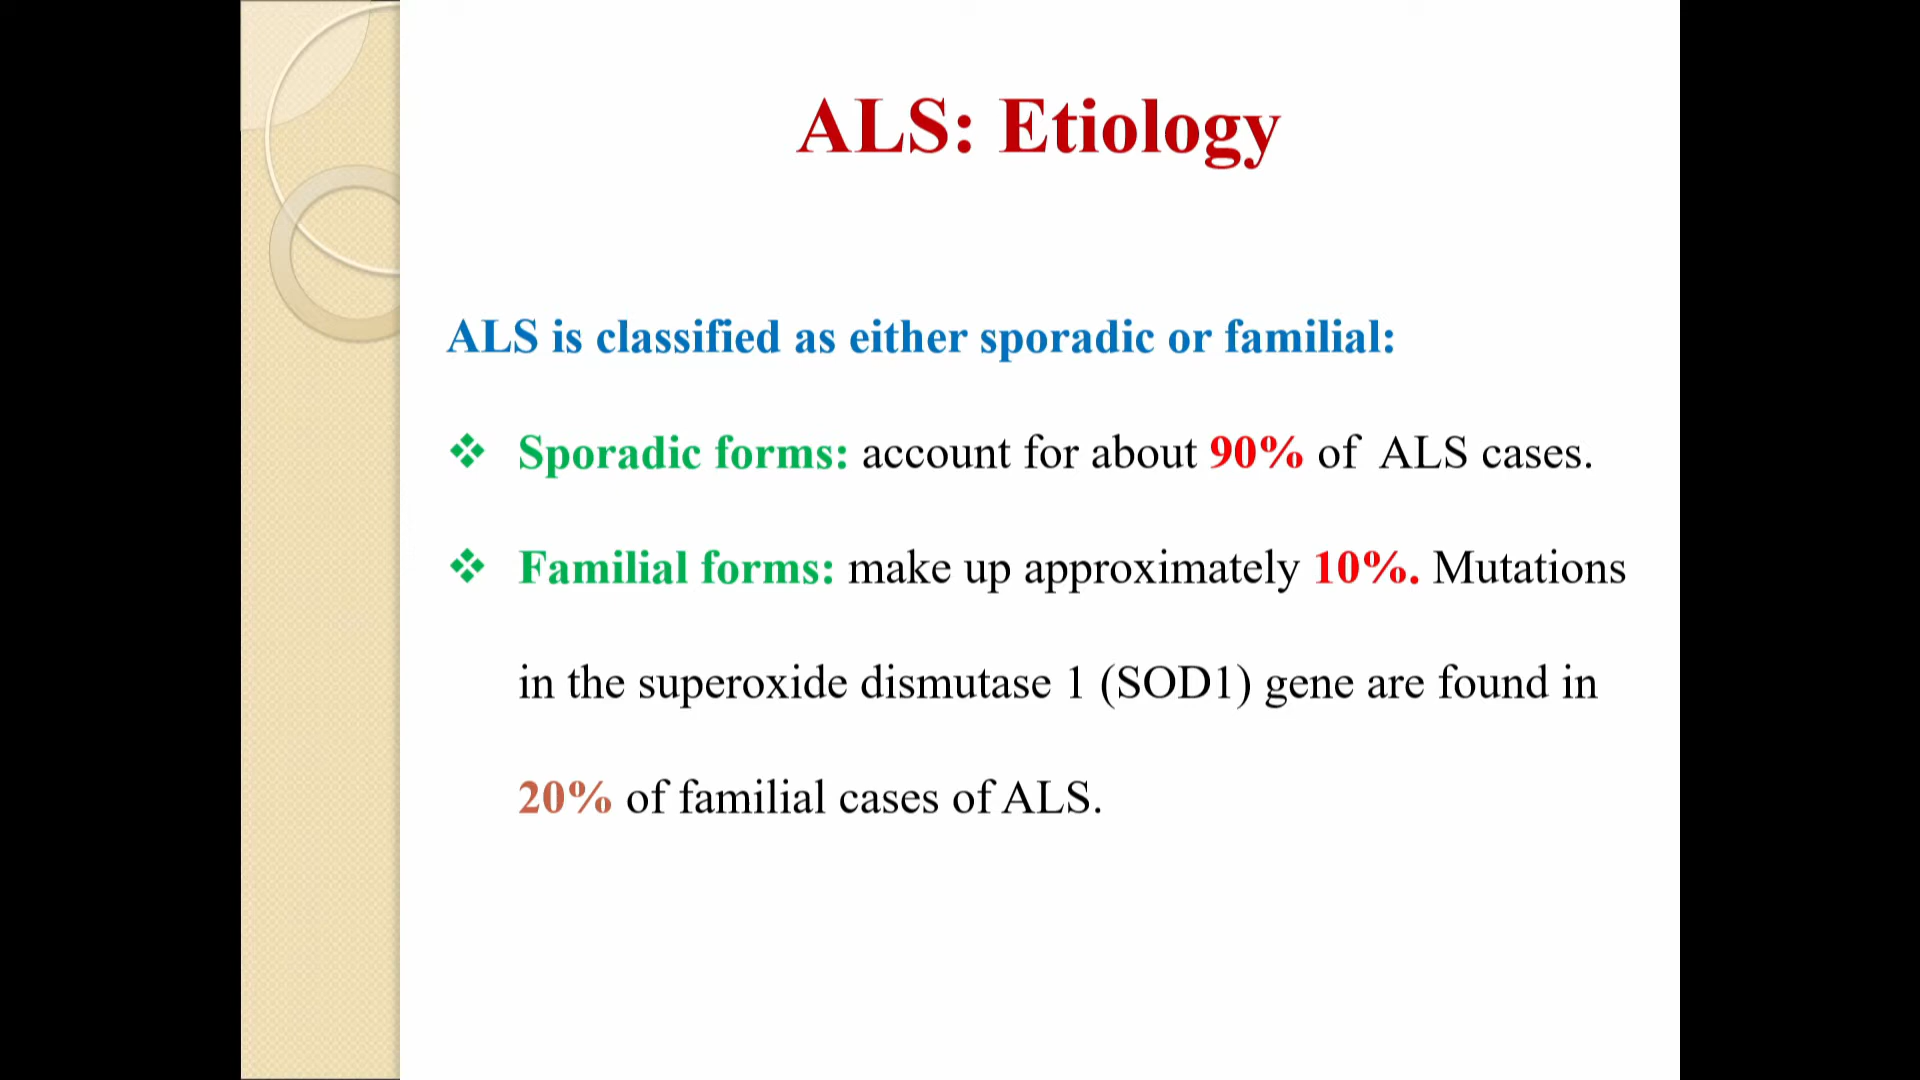 ALS: Etiology
ALS is classified as either sporadic or familial:
❖ Sporadic forms: account for about 90% of ALS cases.
❖ Familial forms: make up approximately 10%. Mutations
in the superoxide dismutase 1 (SOD1) gene are found in
20% of familial cases of ALS.